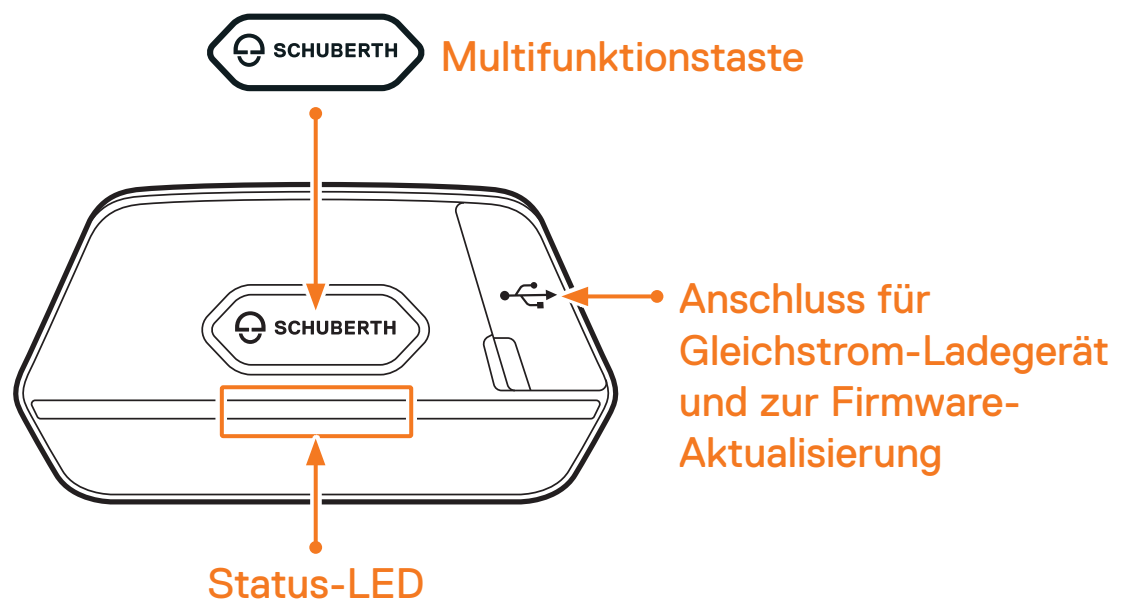 SCHUBERTH Multifunktionstaste
SCHUBERTH
Anschluss für
Gleichstrom-Ladegerät
und zur Firmware-
Aktualisierung
Status-LED